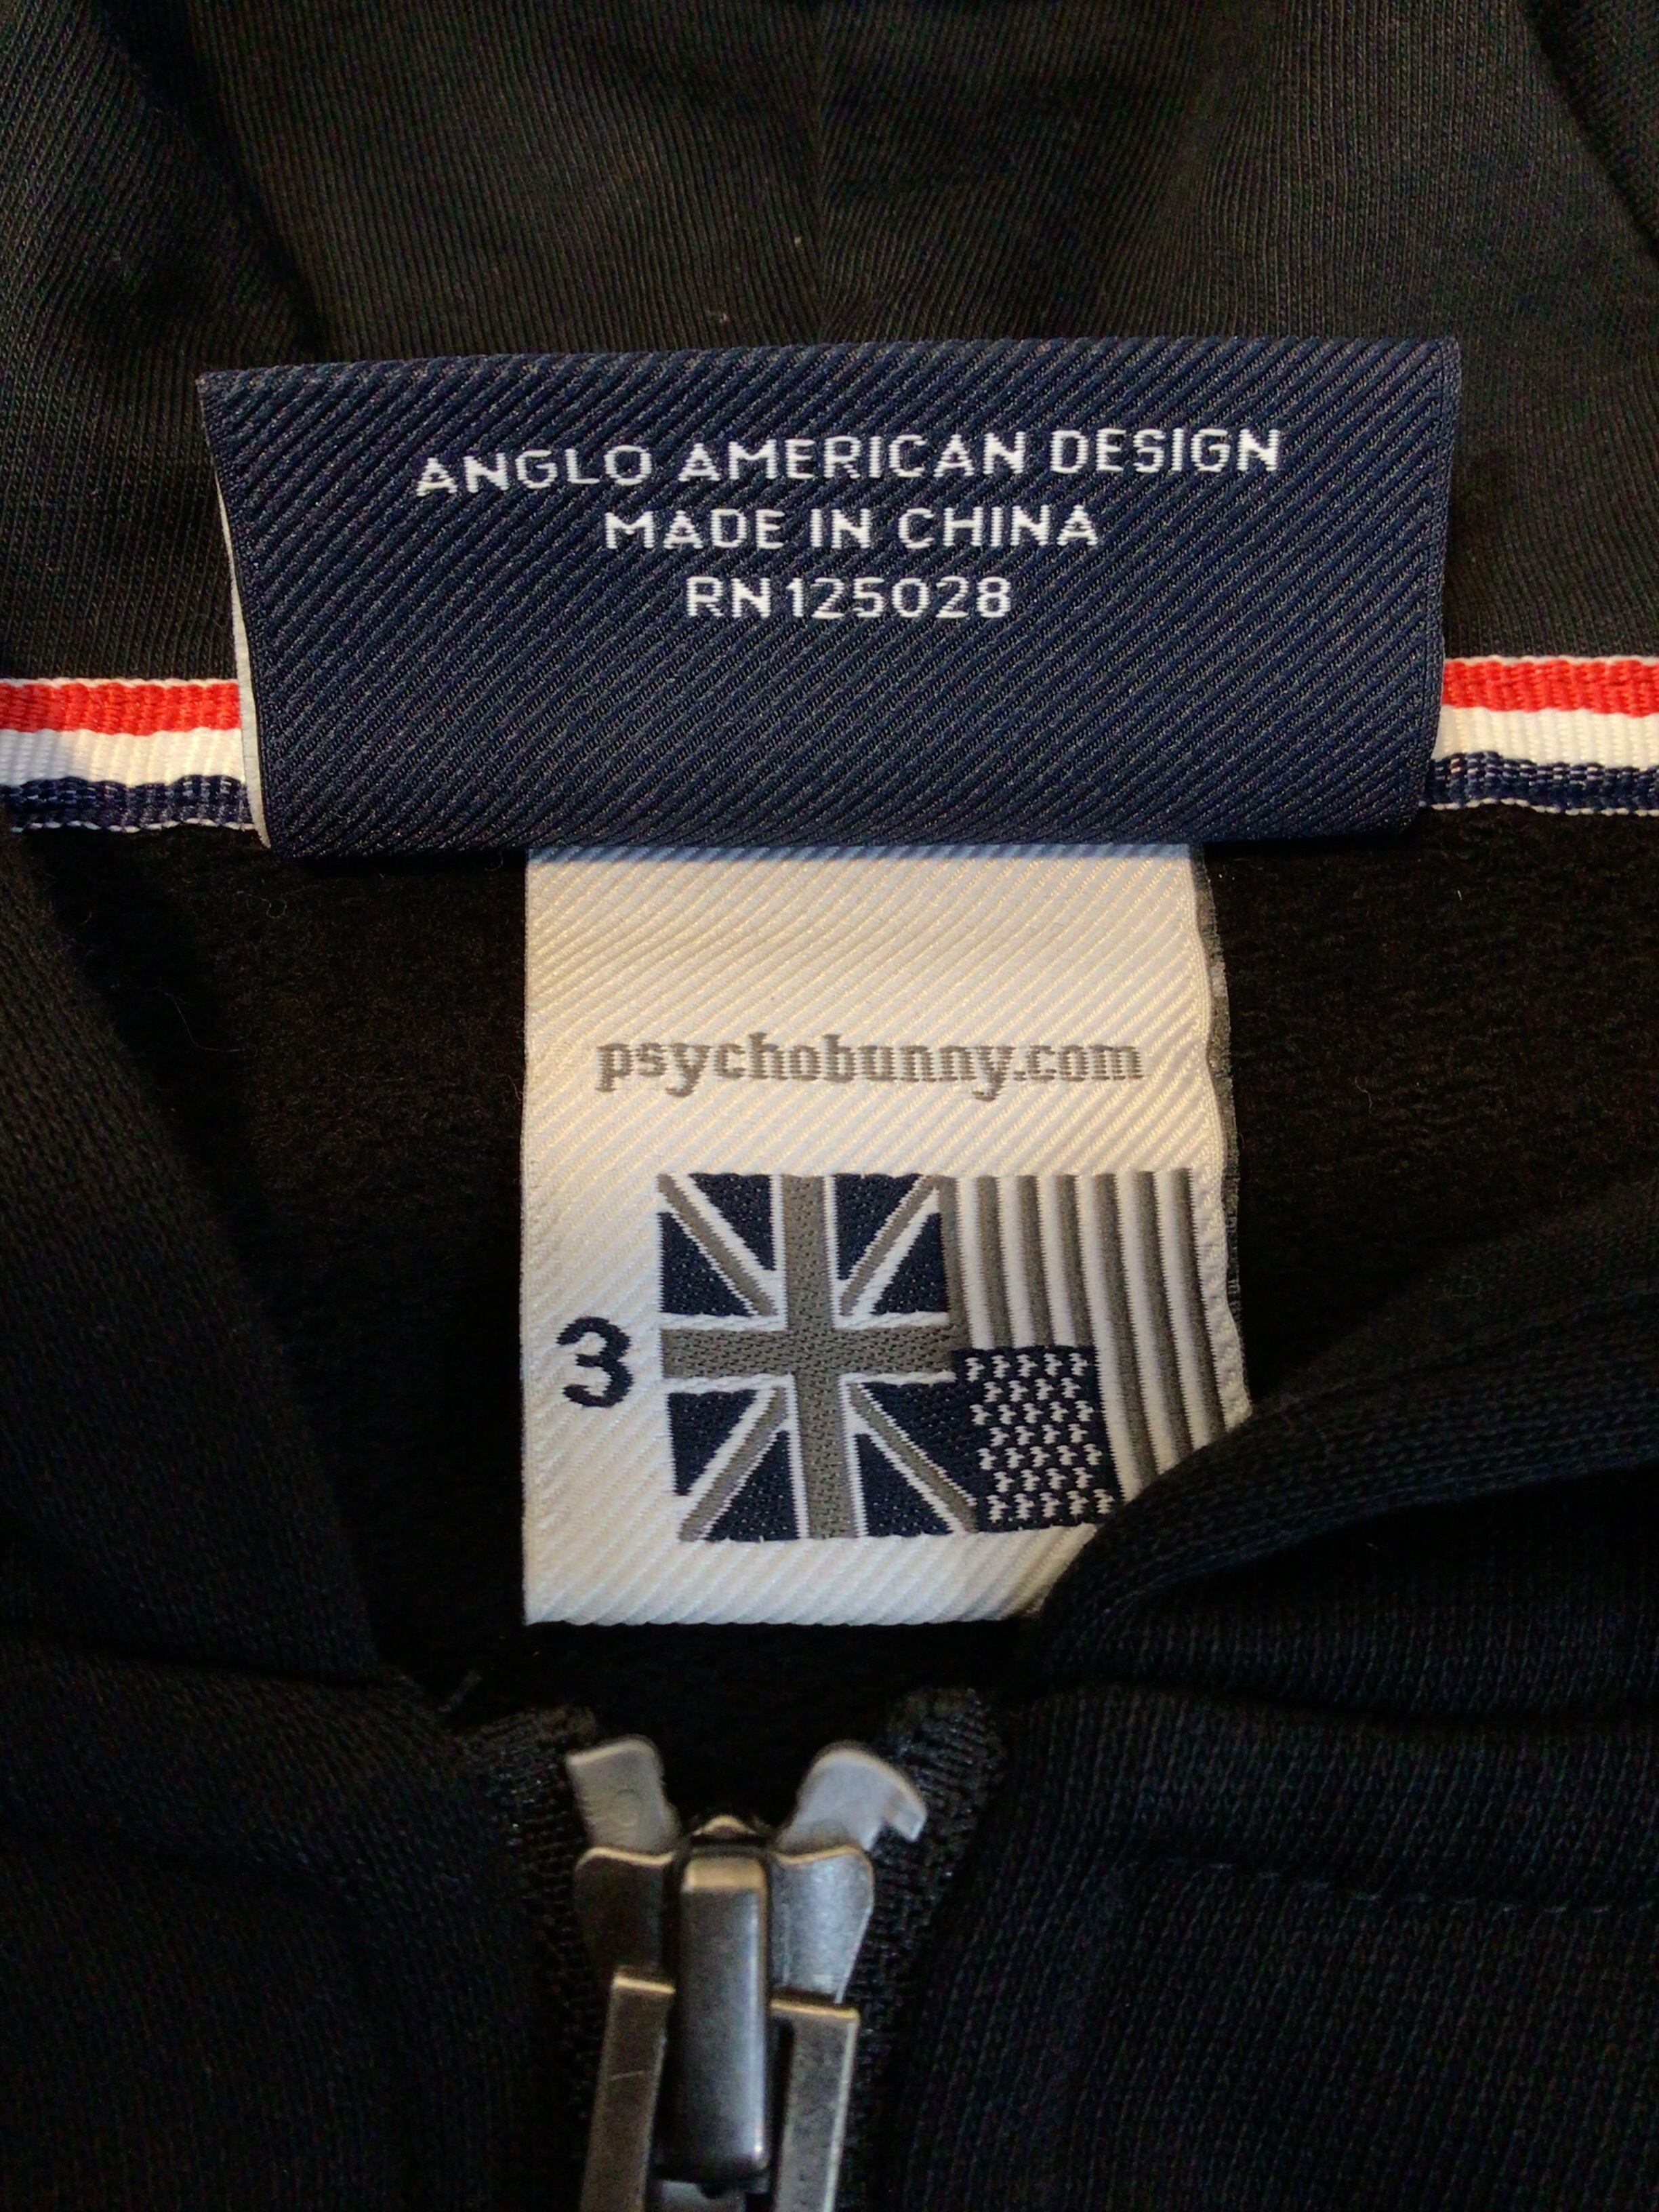 ANGLO AMERICAN DESIGN
MADE IN CHINA
RN 125028
psychobunny.com
3